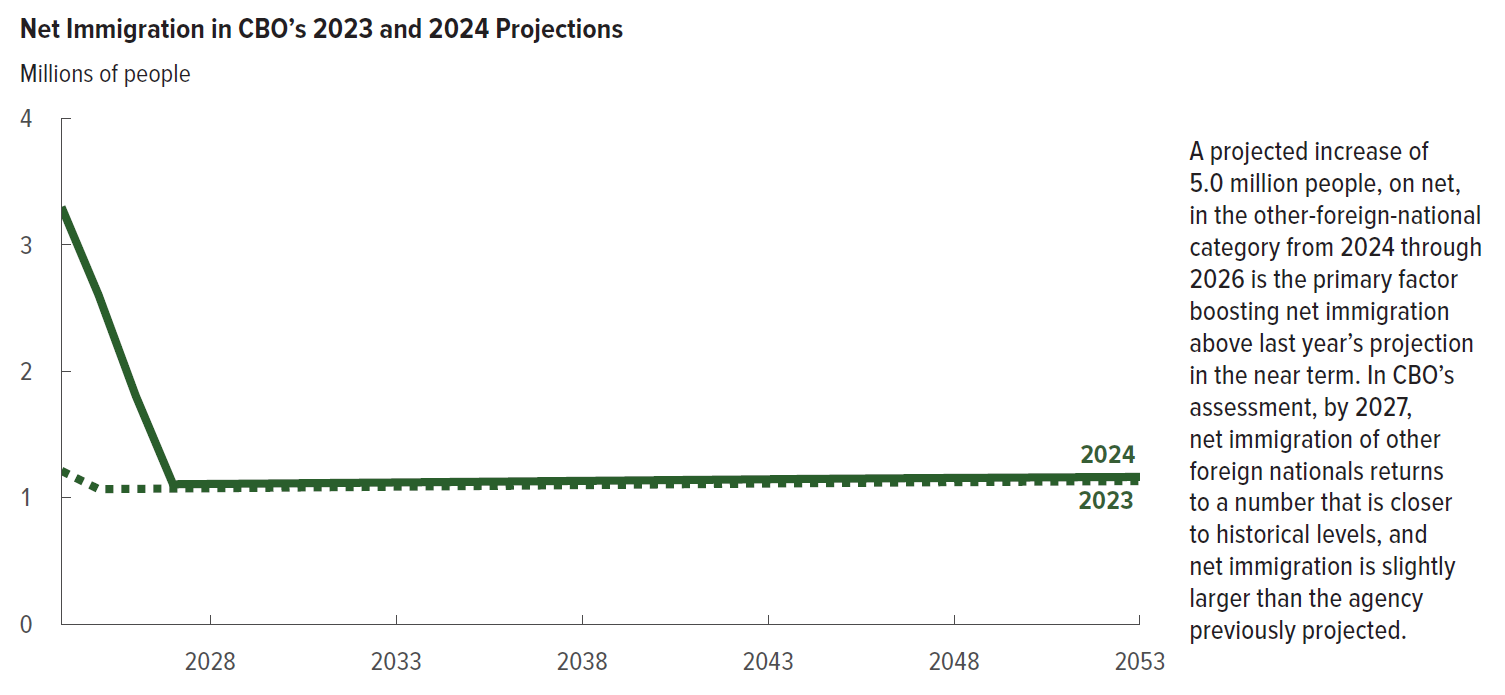 Net Immigration in CBO’s 2023 and 2024 Projections
Millions of people
4
3
2
1
0
2028
2033
2038
2043
2048
2053
2024
2023
A projected increase of
5.0 million people, on net,
in the other-foreign-national
category from 2024 through
2026 is the primary factor
boosting net immigration
above last year’s projection
in the near term. In CBO’s
assessment, by 2027,
net immigration of other
foreign nationals returns
to a number that is closer
to historical levels, and
net immigration is slightly
larger than the agency
previously projected.